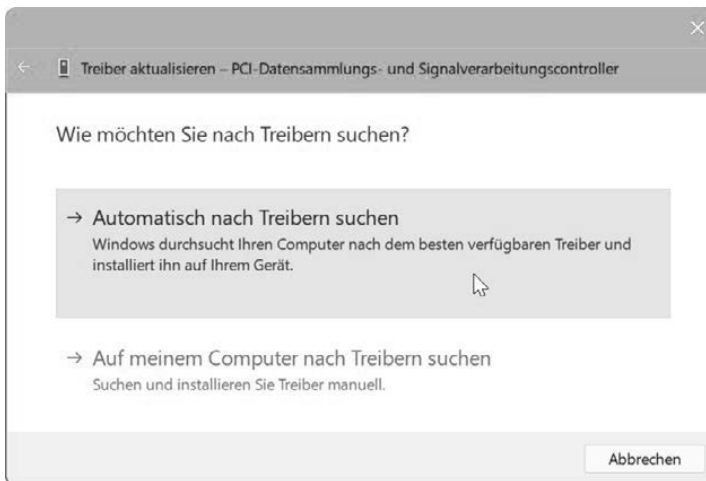 Treiber aktualisieren – PCI-Datensammlungs- und Signalverarbeitungscontroller
Wie möchten Sie nach Treibern suchen?
→ Automatisch nach Treibern suchen
Windows durchsucht Ihren Computer nach dem besten verfügbaren Treiber und
installiert ihn auf Ihrem Gerät.
→ Auf meinem Computer nach Treibern suchen
Suchen und installieren Sie Treiber manuell.
Abbrechen